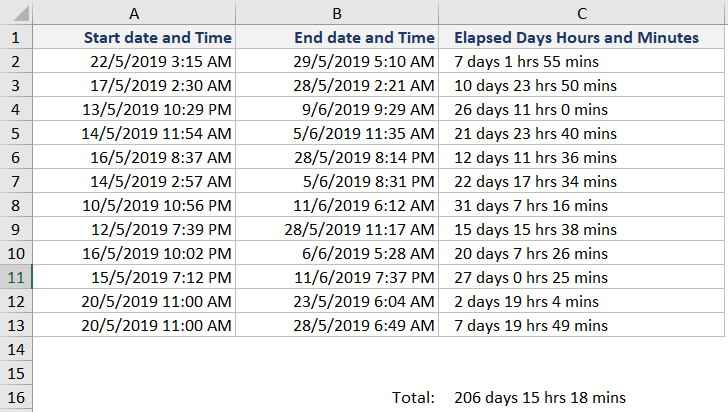 A B C
1 Start date and Time End date and Time Elapsed Days Hours and Minutes
2 22/5/2019 3:15 AM 29/5/2019 5:10 AM 7 days 1 hrs 55 mins
3 17/5/2019 2:30 AM 28/5/2019 2:21 AM 10 days 23 hrs 50 mins
4 13/5/2019 10:29 PM 9/6/2019 9:29 AM 26 days 11 hrs 0 mins
5 14/5/2019 11:54 AM 5/6/2019 11:35 AM 21 days 23 hrs 40 mins
6 16/5/2019 8:37 AM 28/5/2019 8:14 PM 12 days 11 hrs 36 mins
7 14/5/2019 2:57 AM 5/6/2019 8:31 PM 22 days 17 hrs 34 mins
8 10/5/2019 10:56 PM 11/6/2019 6:12 AM 31 days 7 hrs 16 mins
9 12/5/2019 7:39 PM 28/5/2019 11:17 AM 15 days 15 hrs 38 mins
10 16/5/2019 10:02 PM 6/6/2019 5:28 AM 20 days 7 hrs 26 mins
11 15/5/2019 7:12 PM 11/6/2019 7:37 PM 27 days 0 hrs 25 mins
12 20/5/2019 11:00 AM 23/5/2019 6:04 AM 2 days 19 hrs 4 mins
13 20/5/2019 11:00 AM 28/5/2019 6:49 AM 7 days 19 hrs 49 mins
14
15
16 Total: 206 days 15 hrs 18 mins